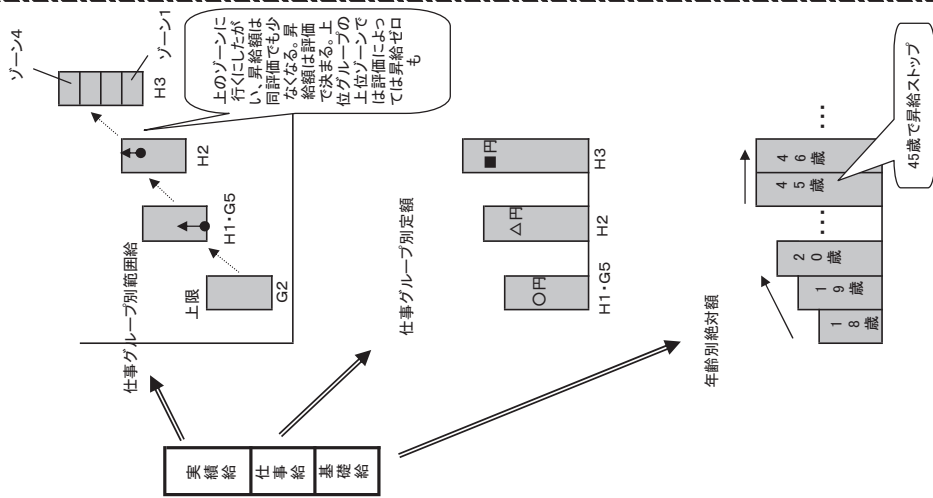 実績給
仕事給
基礎給
仕事グループ別範囲給
上限
G2
H1・G5
H2
H3
ゾーン4
ゾーン1
上のゾーンに
行くにしたが
い、昇給額は
同評価でも少
なくなる。昇
給額は評価
で決まる。上
位グループの
上位ゾーンで
は評価によっ
ては昇給ゼロ
も
仕事グループ別定額
○円
△円
■円
H1・G5
H2
H3
年齢別絶対額
18歳
19歳
20歳
…
45歳
46歳
…
45歳で昇給ストップ